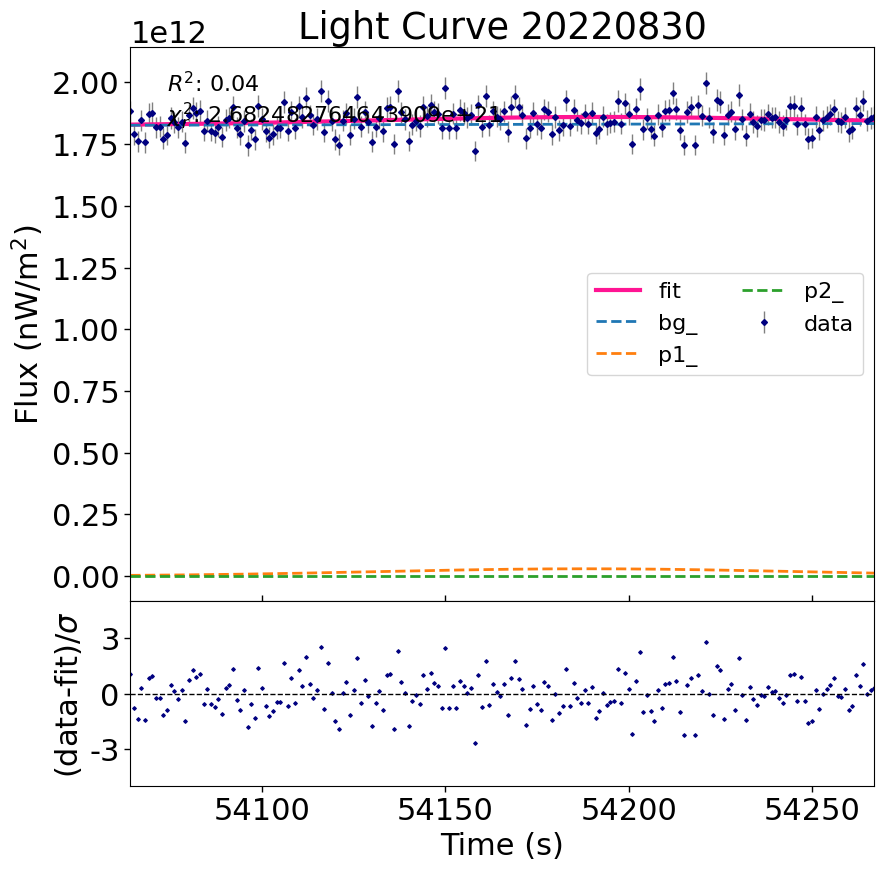 Light Curve 20220830
1e12
R²: 0.04
2.00
1.75
1.50
1.25
1.00
0.75
0.50
0.25
0.00
Flux (nW/m²)
fit
bg_
p1_
p2_
data
3
0
-3
(data-fit)/σ
54100
54150
54200
54250
Time (s)